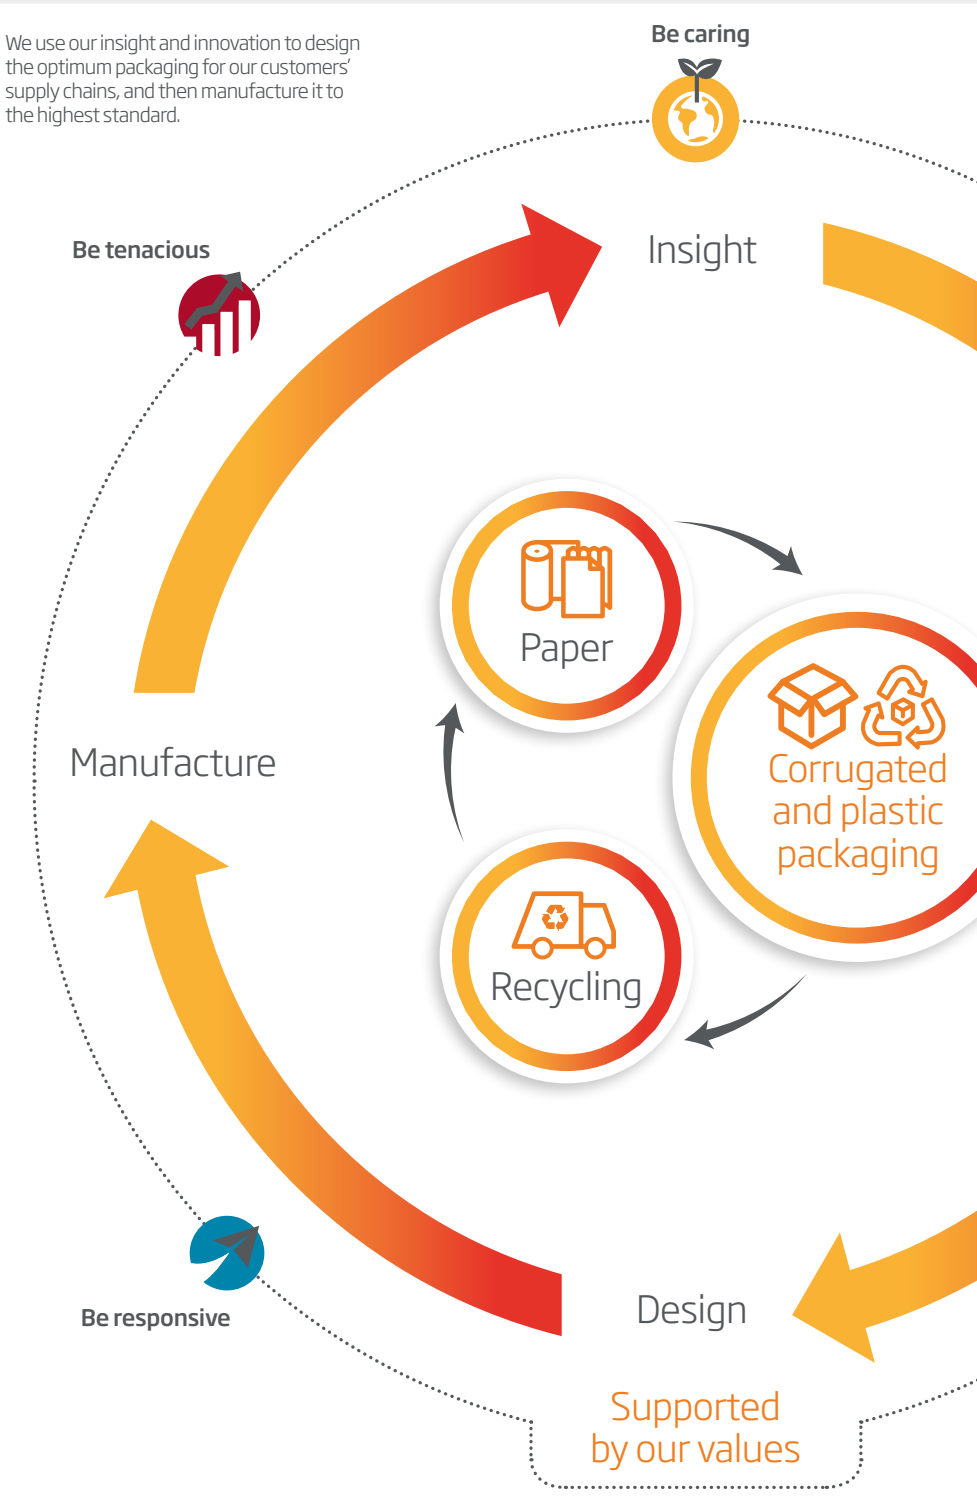 We use our insight and innovation to design
the optimum packaging for our customers’
supply chains, and then manufacture it to
the highest standard.
Be caring
Be tenacious
Insight
Paper
Manufacture
Corrugated
and plastic
packaging
Recycling
Be responsive
Design
Supported
by our values